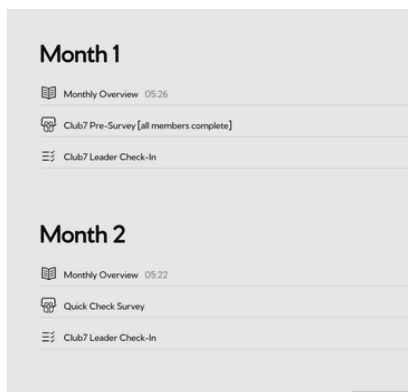 Month 1
Monthly Overview 05:26
Club7 Pre-Survey [all members complete]
Club7 Leader Check-In
Month 2
Monthly Overview 05:22
Quick Check Survey
Club7 Leader Check-In